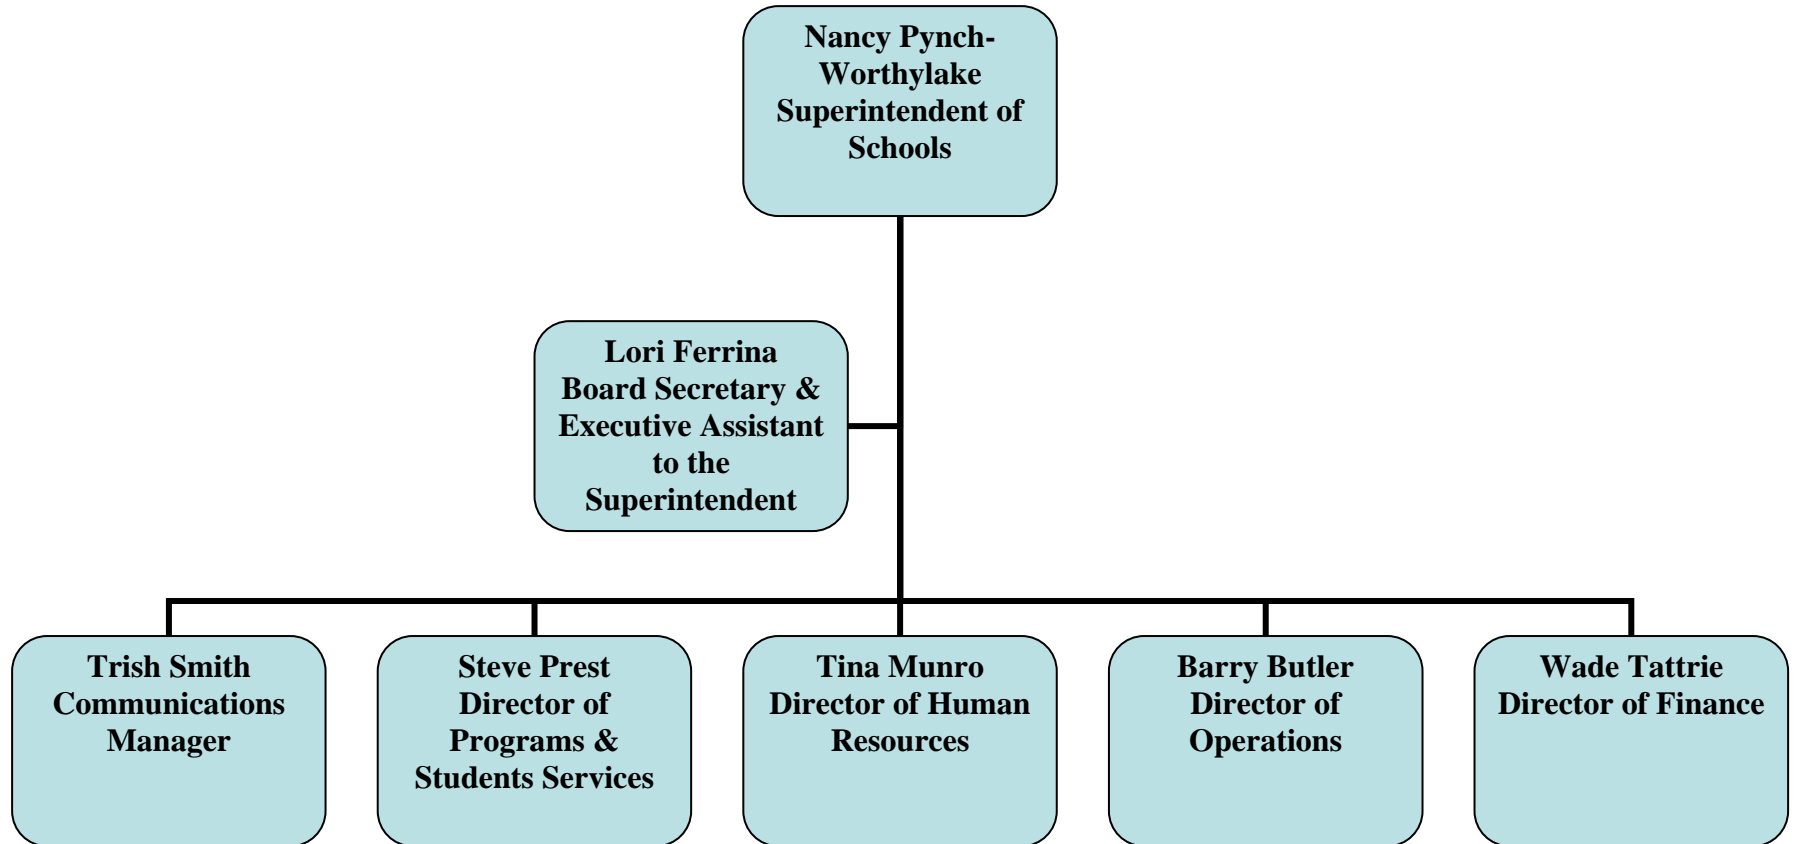 Nancy Pynch-
Worthylake
Superintendent of
Schools
Lori Ferrina
Board Secretary &
Executive Assistant
to the
Superintendent
Trish Smith
Communications
Manager
Steve Prest
Director of
Programs &
Students Services
Tina Munro
Director of Human
Resources
Barry Butler
Director of
Operations
Wade Tattrie
Director of Finance